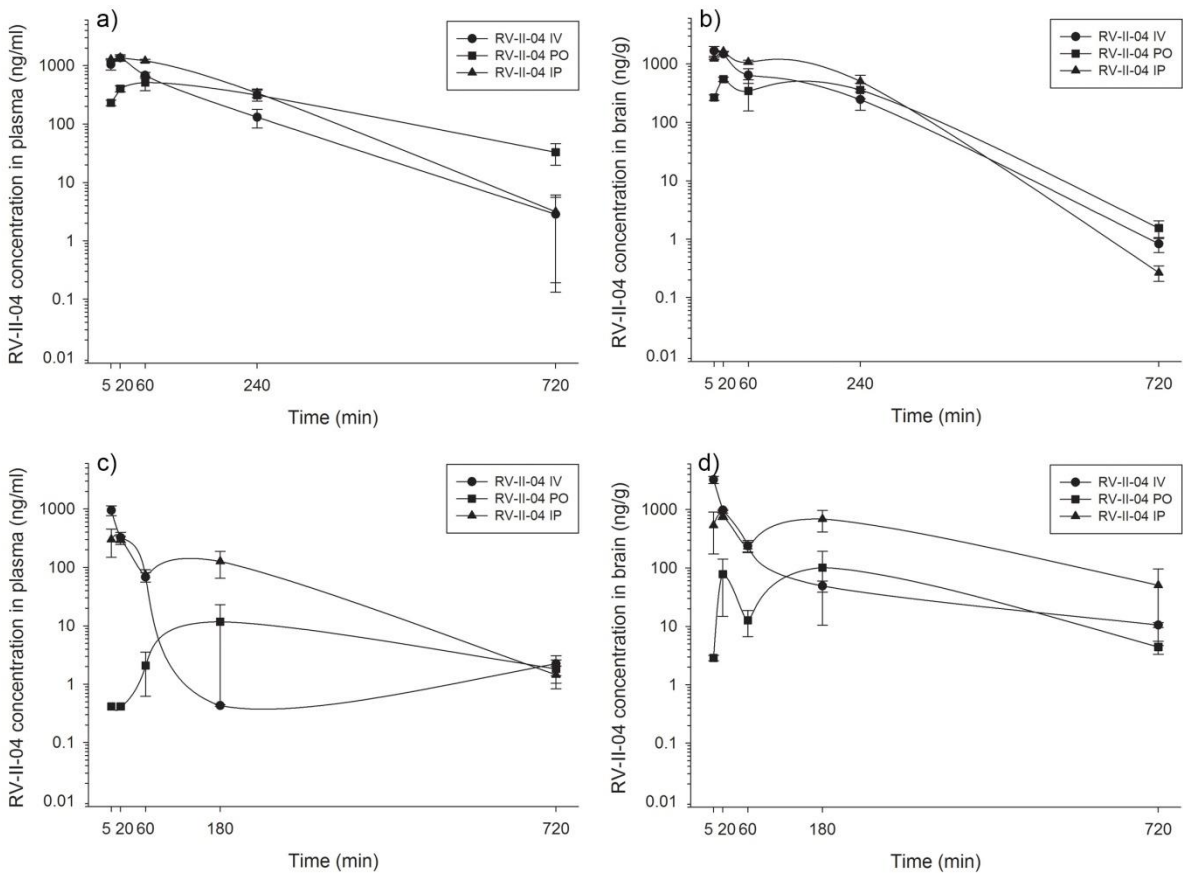 a)
RV-II-04 concentration in plasma (ng/ml)
1000
100
10
1
0.1
0.01
RV-II-04 IV
RV-II-04 PO
RV-II-04 IP
5 20 60 240 720
Time (min)
b)
RV-II-04 concentration in brain (ng/g)
1000
100
10
1
0.1
0.01
RV-II-04 IV
RV-II-04 PO
RV-II-04 IP
5 20 60 240 720
Time (min)
c)
RV-II-04 concentration in plasma (ng/ml)
1000
100
10
1
0.1
0.01
RV-II-04 IV
RV-II-04 PO
RV-II-04 IP
5 20 60 180 720
Time (min)
d)
RV-II-04 concentration in brain (ng/g)
1000
100
10
1
0.1
0.01
RV-II-04 IV
RV-II-04 PO
RV-II-04 IP
5 20 60 180 720
Time (min)